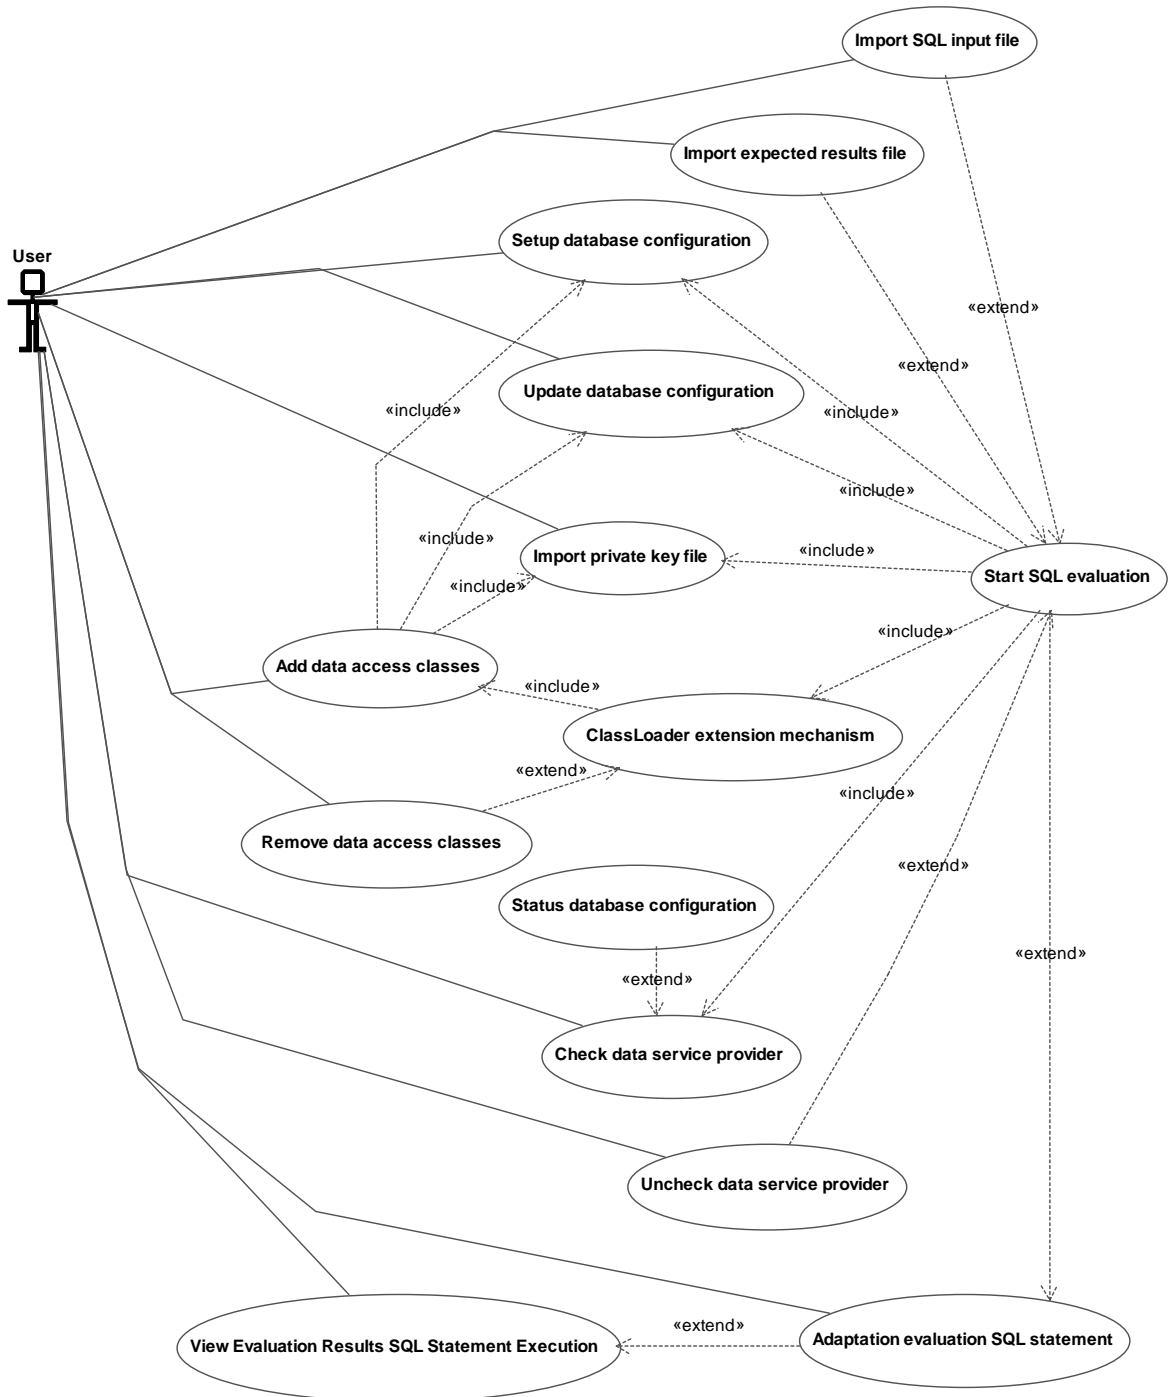 Import SQL input file
Import expected results file
Setup database configuration
User
«extend»
«extend»
Update database configuration
«include»
«include»
«include»
«include»
«include»
Import private key file
Start SQL evaluation
«include»
«include»
Add data access classes
«include»
ClassLoader extension mechanism
«extend»
«include»
Remove data access classes
«extend»
Status database configuration
«extend»
«extend»
Check data service provider
Uncheck data service provider
«extend»
Adaptation evaluation SQL statement
View Evaluation Results SQL Statement Execution